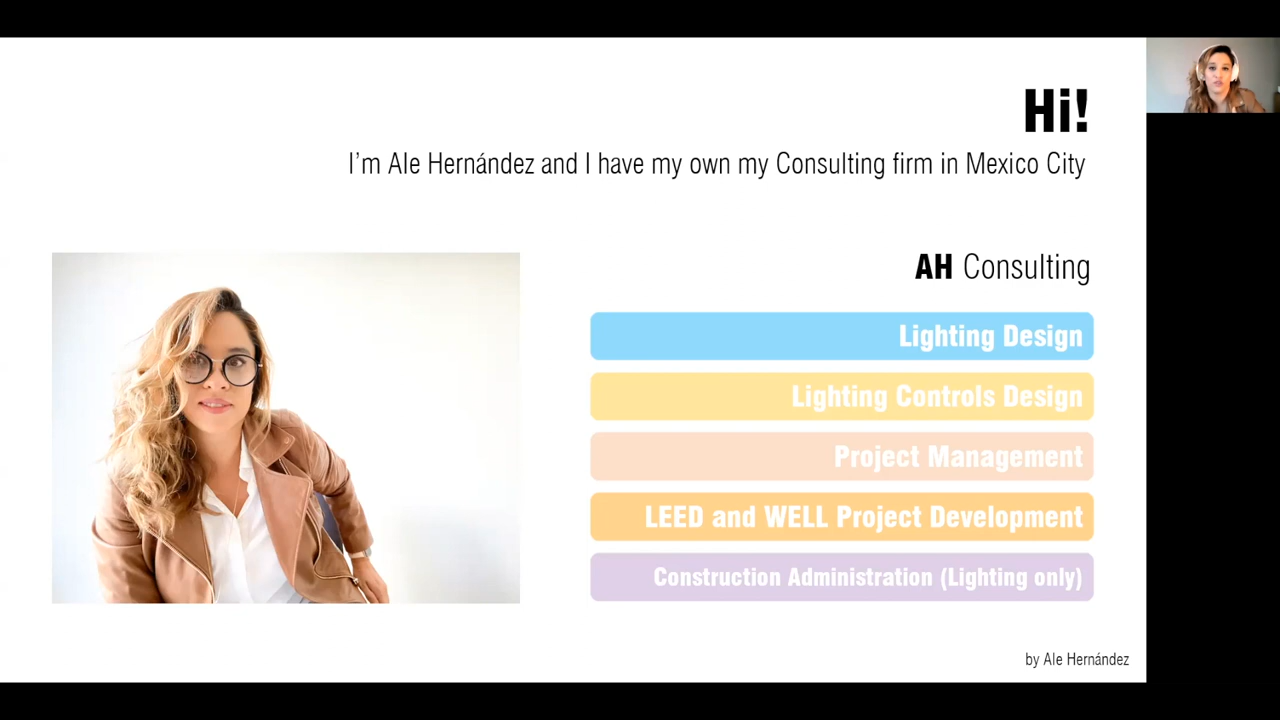 Hi!
I'm Ale Hernández and I have my own my Consulting firm in Mexico City
AH Consulting
Lighting Design
Lighting Controls Design
Project Management
LEED and WELL Project Development
Construction Administration (Lighting only)
by Ale Hernández